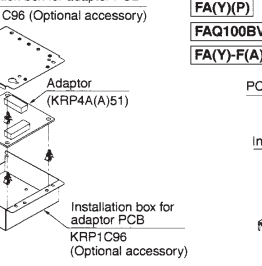 C96 (Optional accessory)
Adaptor
(KRP4A(A)51)
Installation box for
adaptor PCB
KRP1C96
(Optional accessory)
FA(Y)(P)
FAQ100BV
FA(Y)-F(A)
PC
In